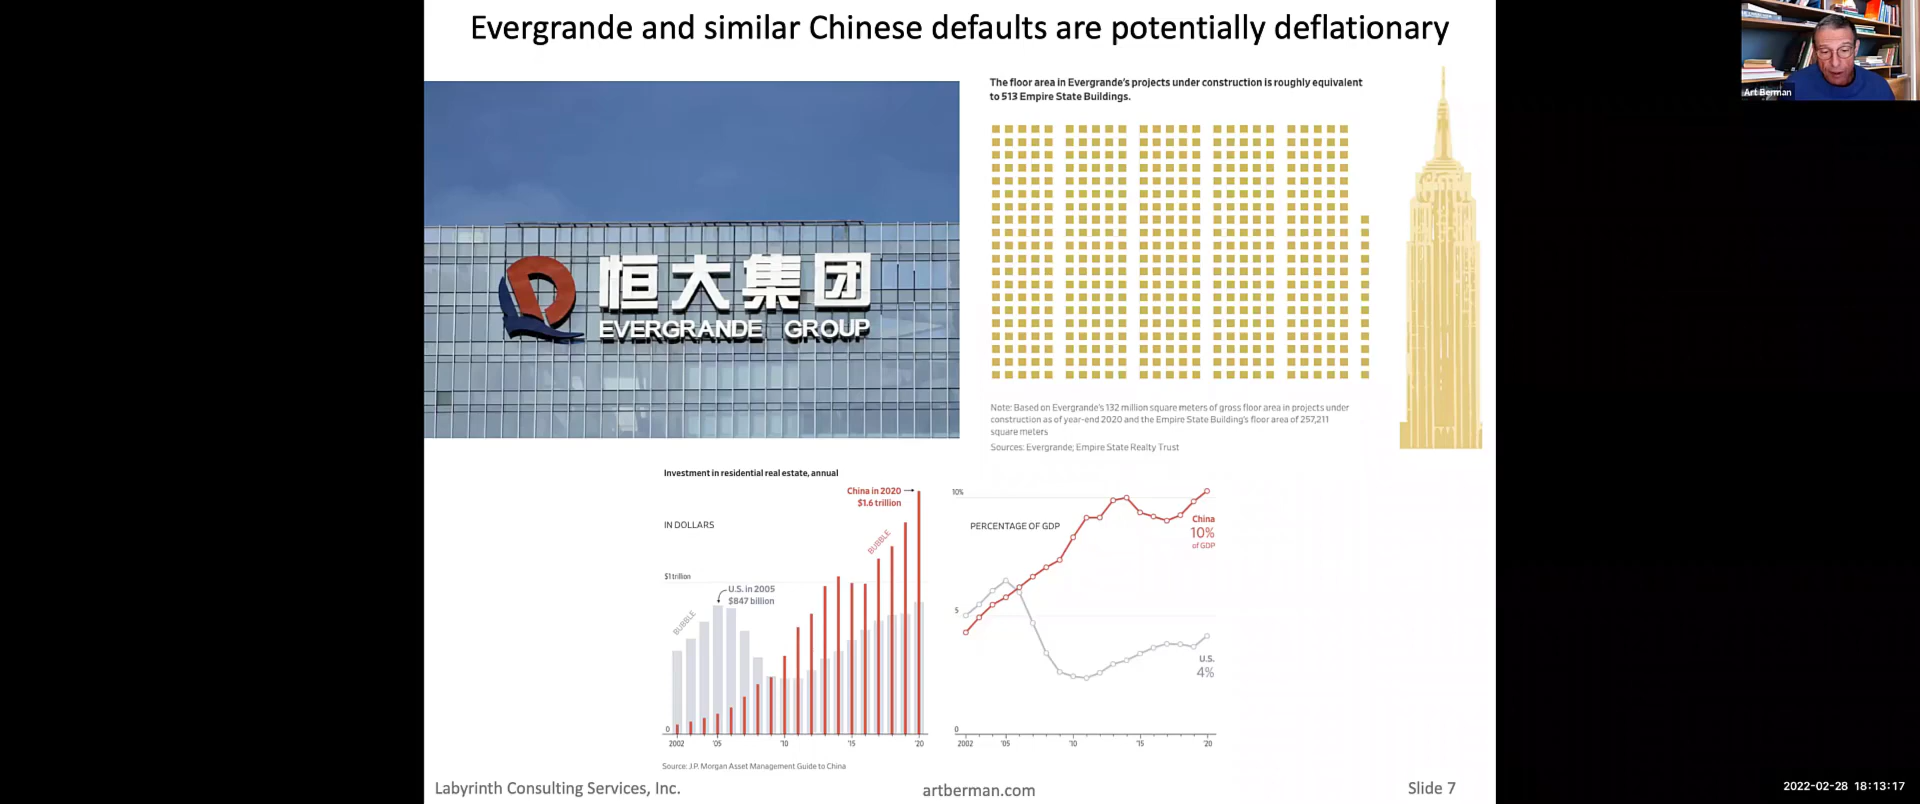 Evergrande and similar Chinese defaults are potentially deflationary
Art Berman
恒大集团
EVERGRANDE GROUP
The floor area in Evergrande's projects under construction is roughly equivalent
to 513 Empire State Buildings.
Note: Based on Evergrande's 132 million square meters of gross floor area in projects under
construction as of year-end 2020 and the Empire State Building's floor area of 257,211
square meters
Sources: Evergrande; Empire State Realty Trust
Investment in residential real estate, annual
IN DOLLARS
China in 2020
$1.6 trillion
BUBBLE
$1 trillion
U.S. in 2005
$847 billion
BUBBLE
0
2002 '05 '10 '15 '20
10%
PERCENTAGE OF GDP
China
10%
of GDP
5
U.S.
4%
0
2002 '05 '10 '15 '20
Source: J.P. Morgan Asset Management Guide to China
Labyrinth Consulting Services, Inc.
artberman.com
Slide 7
2022-02-28 18:13:17